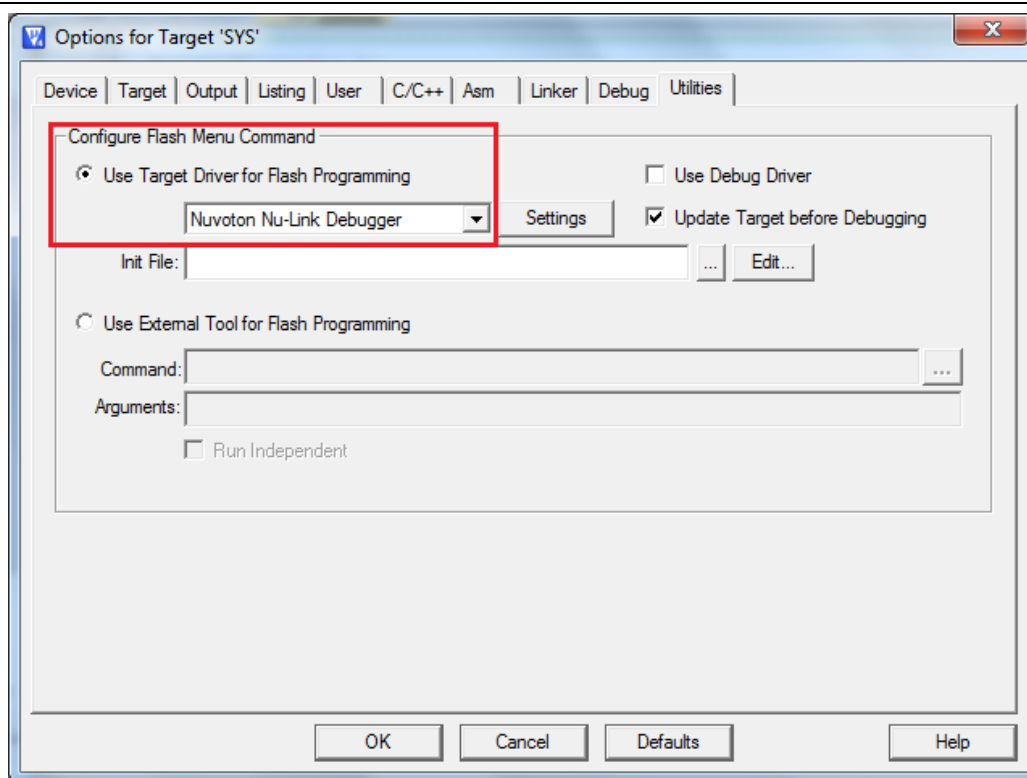 Options for Target 'SYS'
Device Target Output Listing User C/C++ Asm Linker Debug Utilities
Configure Flash Menu Command
Use Target Driver for Flash Programming Use Debug Driver
Nuvoton Nu-Link Debugger Settings Update Target before Debugging
Init File: ... Edit...
Use External Tool for Flash Programming
Command: ...
Arguments:
Run Independent
OK Cancel Defaults Help